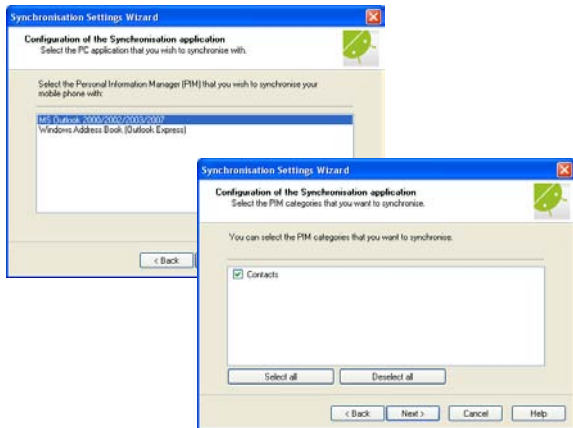 Synchronisation Settings Wizard
Configuration of the Synchronisation application
Select the PC application that you wish to synchronise with.
Select the Personal Information Manager (PIM) that you wish to synchronise your
mobile phone with:
MS Outlook 2000/2002/2003/2007
Windows Address Book (Outlook Express)
< Back
Synchronisation Settings Wizard
Configuration of the Synchronisation application
Select the PIM categories that you want to synchronise.
You can select the PIM categories that you want to synchronise.
Contacts
Select all
Deselect all
< Back
Next >
Cancel
Help